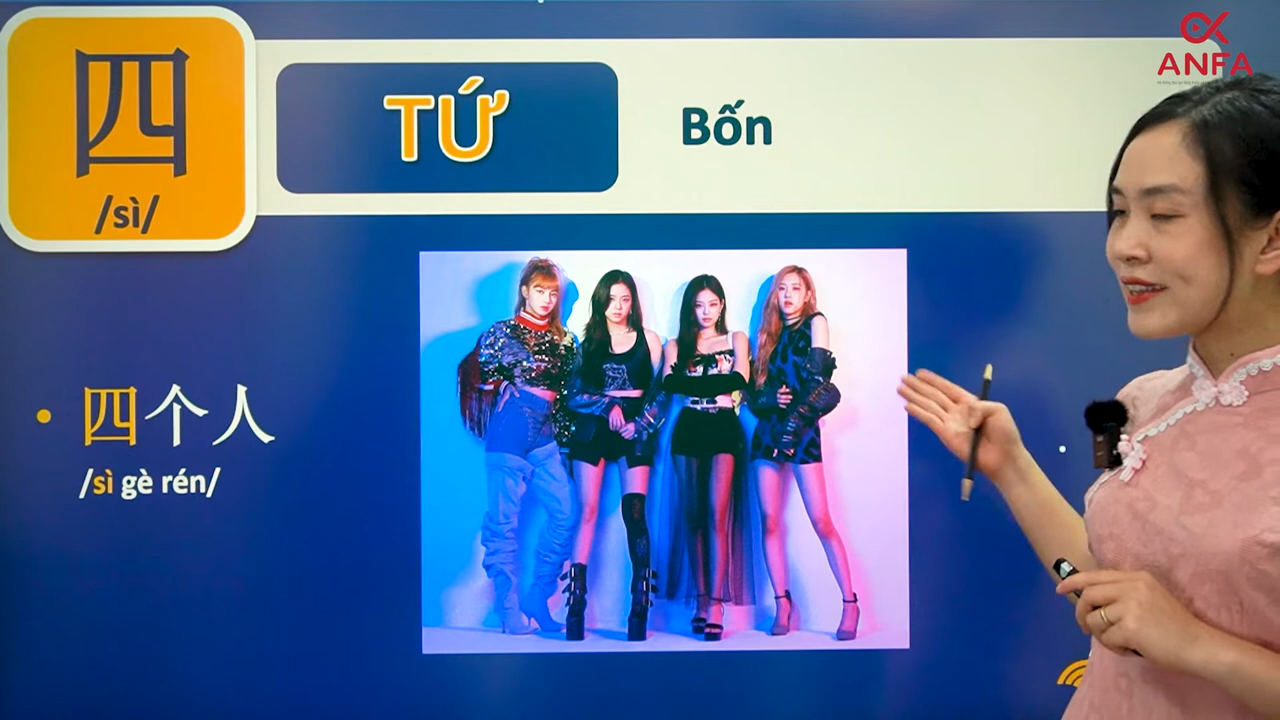 四
/sì/
TỨ
Bốn
ANFA
• 四个人
/sì gè rén/